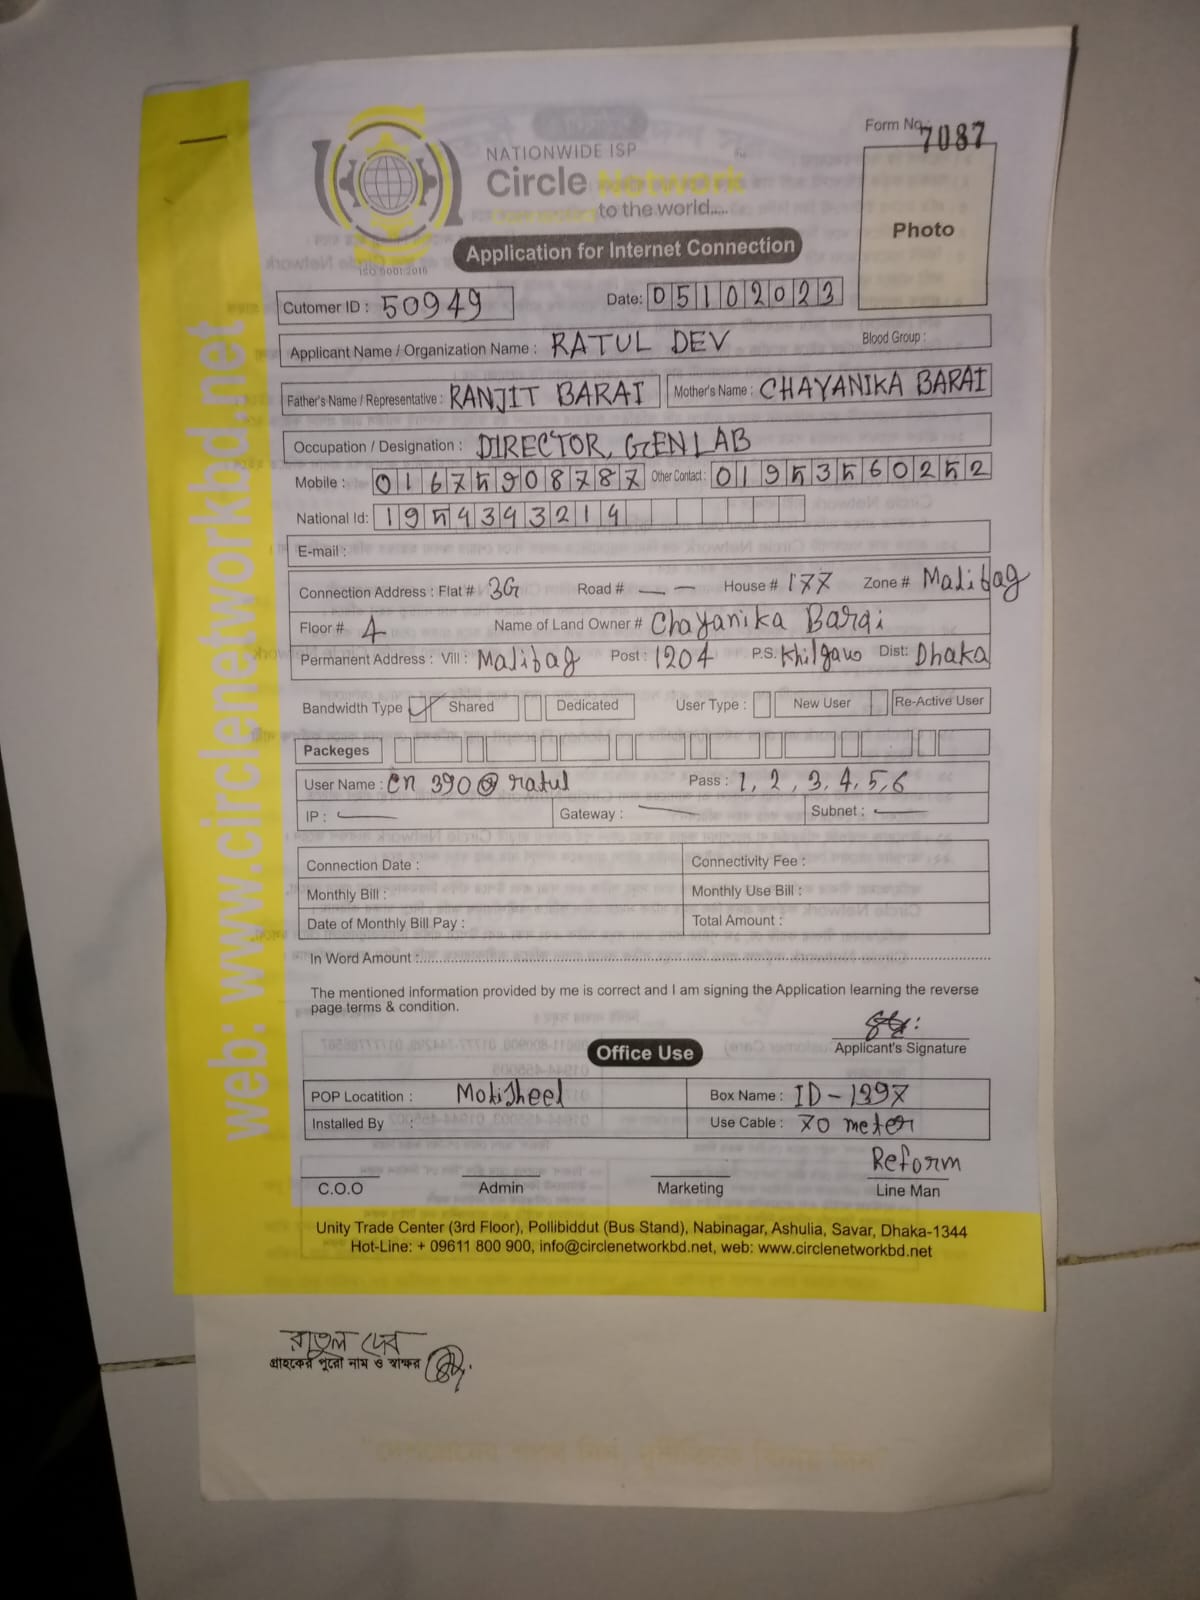 Form No.: 7087
NATIONWIDE ISP
Circle Network
to the world.....
ISO 9001:2015
Photo
Application for Internet Connection
Cutomer ID : 50949 Date: 05102023
Applicant Name / Organization Name : RATUL DEV Blood Group :
Father's Name / Representative : RANJIT BARAI Mother's Name : CHAYANIKA BARAI
Occupation / Designation : DIRECTOR, GENLAB
Mobile : 01675908787 Other Contact : 01953560252
National Id: 1954343214
E-mail :
Connection Address : Flat # 3G Road # — – House # 177 Zone # Malibag
Floor # 4 Name of Land Owner # Chayanika Barai
Permanent Address : Vill : Malibag Post : 1204 P.S. Khilgaw Dist: Dhaka
Bandwidth Type Shared Dedicated User Type : New User Re-Active User
Packeges
User Name : cn 390@ratul Pass : 1, 2, 3, 4, 5, 6
IP : — Gateway : — Subnet : —
Connection Date : Connectivity Fee :
Monthly Bill : Monthly Use Bill :
Date of Monthly Bill Pay : Total Amount :
In Word Amount :
The mentioned information provided by me is correct and I am signing the Application learning the reverse
page terms & condition.
Applicant's Signature
Office Use
POP Locatition : Motijheel Box Name : ID-1397
Installed By : Use Cable : 70 meter
Reform
C.O.O Admin Marketing Line Man
Unity Trade Center (3rd Floor), Pollibiddut (Bus Stand), Nabinagar, Ashulia, Savar, Dhaka-1344
Hot-Line: + 09611 800 900, info@circlenetworkbd.net, web: www.circlenetworkbd.net
web: www.circlenetworkbd.net
রাতুল দেব
গ্রাহকের পুরো নাম ও স্বাক্ষর